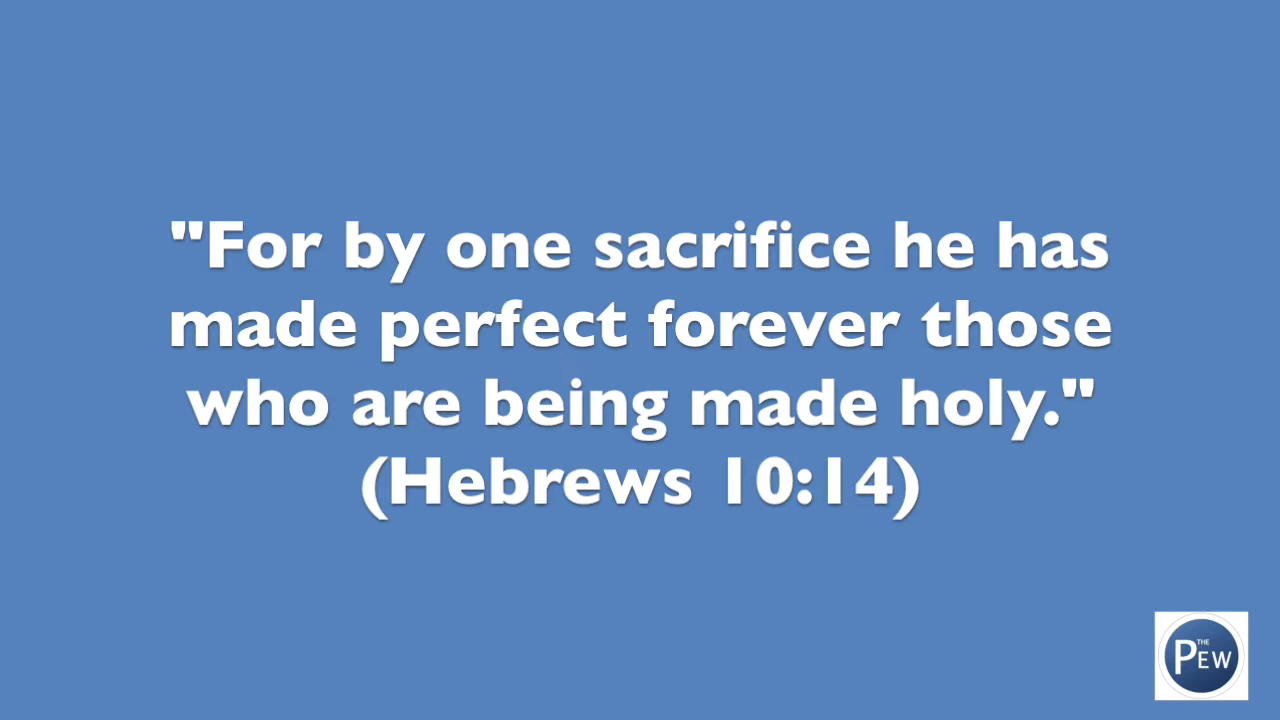 "For by one sacrifice he has
made perfect forever those
who are being made holy."
(Hebrews 10:14)
THE
PEW